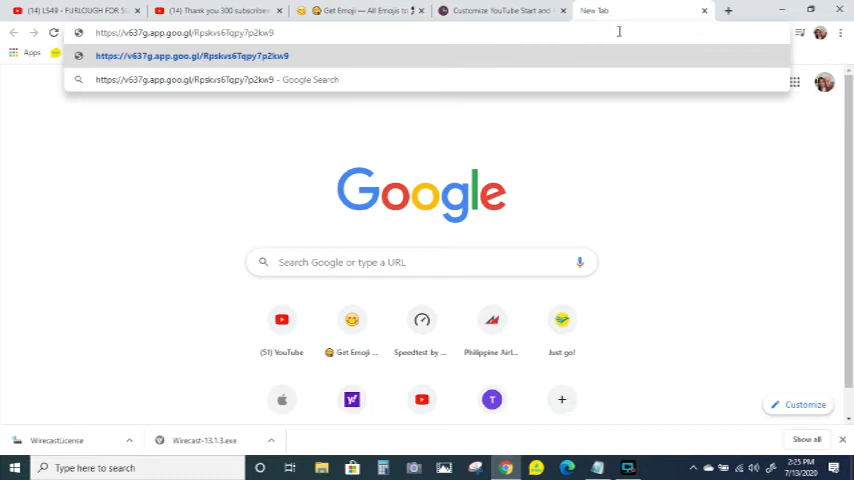 (14) LS49 - FURLOUGH FOR S
(14) Thank you 300 subscriber
Get Emoji — All Emojis to
Customize YouTube Start and
New Tab
https://v637g.app.goo.gl/Rpskvs6Tqpy7p2kw9
Apps
https://v637g.app.goo.gl/Rpskvs6Tqpy7p2kw9
https://v637g.app.goo.gl/Rpskvs6Tqpy7p2kw9 - Google Search
Google
Search Google or type a URL
(51) YouTube
Get Emoji ...
Speedtest by ...
Philippine Airl...
Just go!
T
Customize
WirecastLicense
Wirecast-13.1.3.exe
Show all
Type here to search
2:25 PM
7/13/2020